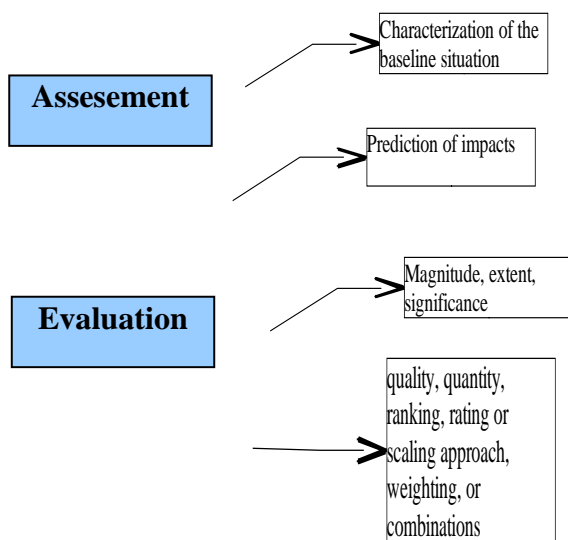 Characterization of the
baseline situation
Assesement
Prediction of impacts
Magnitude, extent,
significance
Evaluation
quality, quantity,
ranking, rating or
scaling approach,
weighting, or
combinations